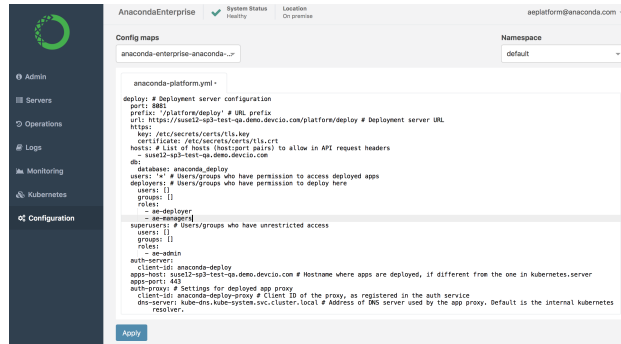 AnacondaEnterprise
System Status
Healthy
Location
On premise
aeplatform@anaconda.com
Config maps
anaconda-enterprise-anaconda-...
Namespace
default
Admin
Servers
Operations
Logs
Monitoring
Kubernetes
Configuration
anaconda-platform.yml
deploy: # Deployment server configuration
port: 8081
prefix: '/platform/deploy' # URL prefix
url: https://suse12-sp3-test-qa.demo.devcio.com/platform/deploy # Deployment server URL
https:
key: /etc/secrets/certs/tls.key
certificate: /etc/secrets/certs/tls.crt
hosts: # List of hosts (host:port pairs) to allow in API request headers
- suse12-sp3-test-qa.demo.devcio.com
db:
database: anaconda_deploy
users: '*' # Users/groups who have permission to access deployed apps
deployers: # Users/groups who have permission to deploy here
users: []
groups: []
roles:
- ae-deployer
- ae-managers
superusers: # Users/groups who have unrestricted access
users: []
groups: []
roles:
- ae-admin
auth-server:
client-id: anaconda-deploy
apps-host: suse12-sp3-test-qa.demo.devcio.com # Hostname where apps are deployed, if different from the one in kubernetes.server
apps-port: 443
auth-proxy: # Settings for deployed app proxy
client-id: anaconda-deploy-proxy # Client ID of the proxy, as registered in the auth service
dns-server: kube-dns.kube-system.svc.cluster.local # Address of DNS server used by the app proxy. Default is the internal kubernetes
resolver.
Apply